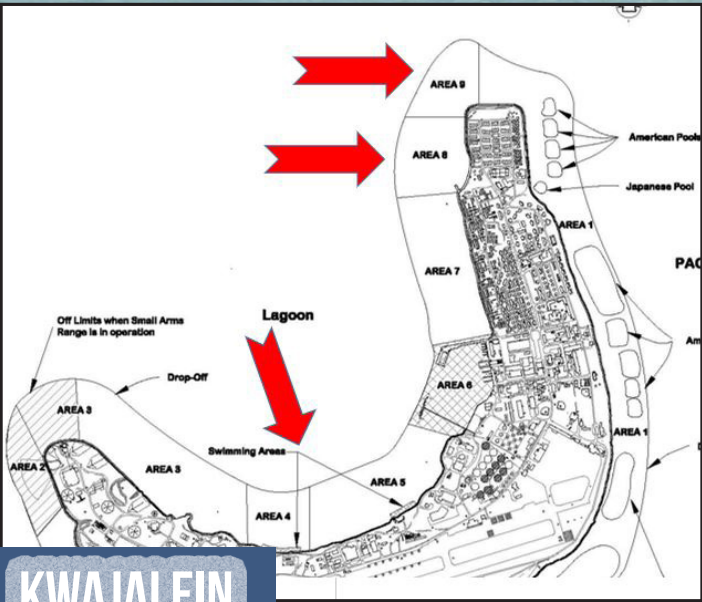 AREA 9
American Pools
AREA 8
Japanese Pool
AREA 1
AREA 7
Lagoon
Off Limits when Small Arms
Range is in operation
Drop-Off
AREA 6
AREA 3
AREA 1
Swimming Areas
AREA 2
AREA 3
AREA 5
AREA 4
KWAJALEIN